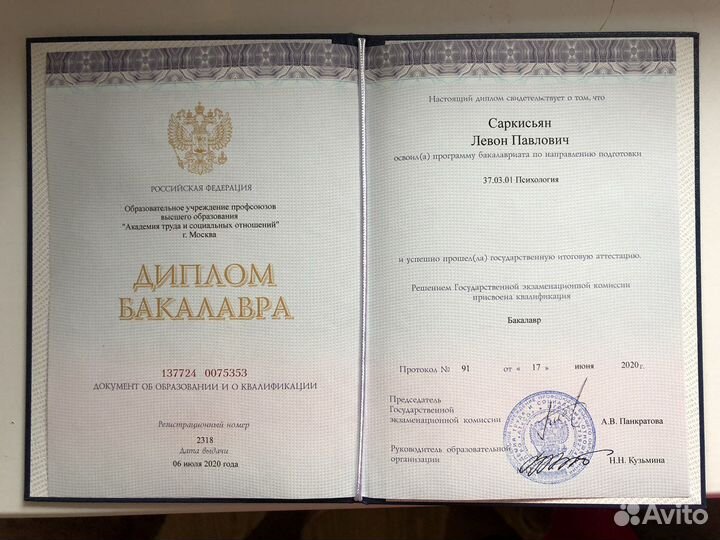 РОССИЙСКАЯ ФЕДЕРАЦИЯ
Образовательное учреждение профсоюзов
высшего образования
"Академия труда и социальных отношений"
г. Москва
ДИПЛОМ
БАКАЛАВРА
137724 0075353
ДОКУМЕНТ ОБ ОБРАЗОВАНИИ И О КВАЛИФИКАЦИИ
Регистрационный номер
2318
Дата выдачи
06 июля 2020 года
Настоящий диплом свидетельствует о том, что
Саркисьян
Левон Павлович
освоил(а) программу бакалавриата по направлению подготовки
37.03.01 Психология
и успешно прошел(ла) государственную итоговую аттестацию.
Решением Государственной экзаменационной комиссии
присвоена квалификация
Бакалавр
Протокол № 91 от « 17 » июня 2020г.
Председатель
Государственной
экзаменационной комиссии А.В. Панкратова
Руководитель образовательной
организации Н.Н. Кузьмина
Avito